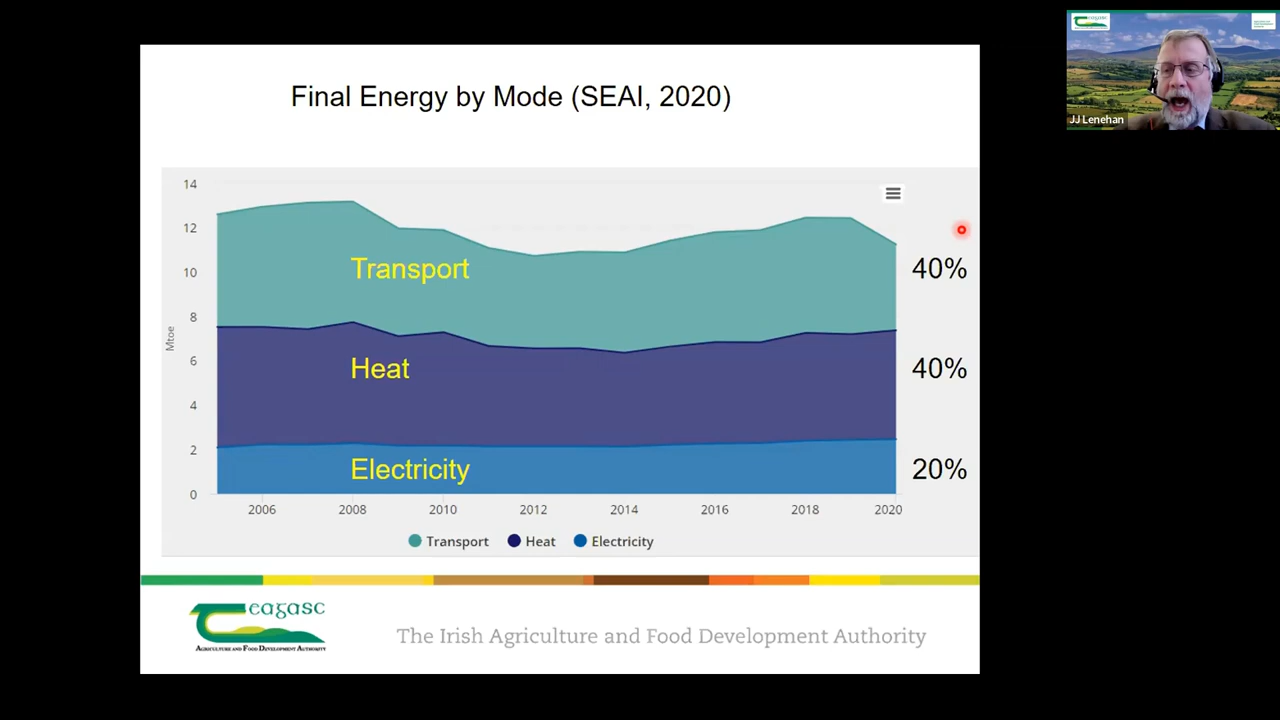 Final Energy by Mode (SEAI, 2020)
14
12
10
8
6
4
2
0
Mtoe
Transport
Heat
Electricity
40%
40%
20%
2006 2008 2010 2012 2014 2016 2018 2020
Transport Heat Electricity
eagasc
AGRICULTURE AND FOOD DEVELOPMENT AUTHORITY
The Irish Agriculture and Food Development Authority
eagasc
JJ Lenehan